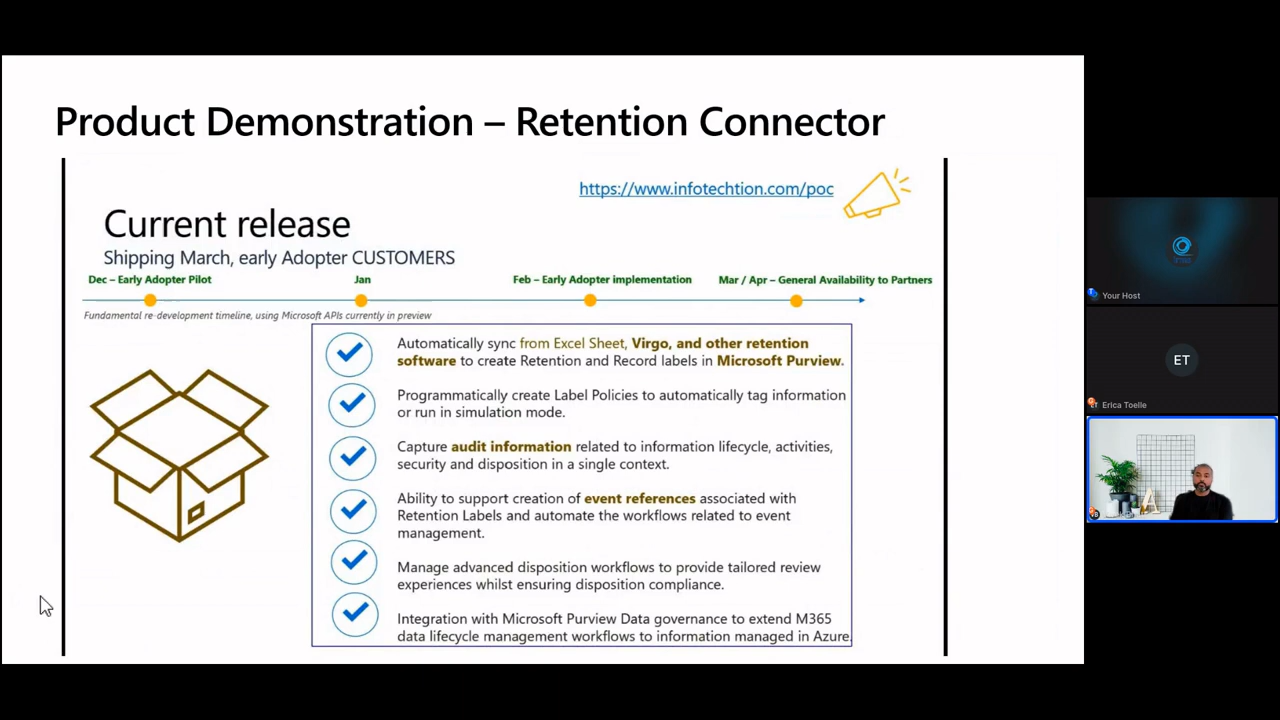 Product Demonstration – Retention Connector
https://www.infotechtion.com/poc
Current release
Shipping March, early Adopter CUSTOMERS
Dec – Early Adopter Pilot
Jan
Feb – Early Adopter implementation
Mar / Apr – General Availability to Partners
Fundamental re-development timeline, using Microsoft APIs currently in preview
Automatically sync from Excel Sheet, Virgo, and other retention
software to create Retention and Record labels in Microsoft Purview.
Programmatically create Label Policies to automatically tag information
or run in simulation mode.
Capture audit information related to information lifecycle, activities,
security and disposition in a single context.
Ability to support creation of event references associated with
Retention Labels and automate the workflows related to event
management.
Manage advanced disposition workflows to provide tailored review
experiences whilst ensuring disposition compliance.
Integration with Microsoft Purview Data governance to extend M365
data lifecycle management workflows to information managed in Azure.
Your Host
ET
Erica Toelle